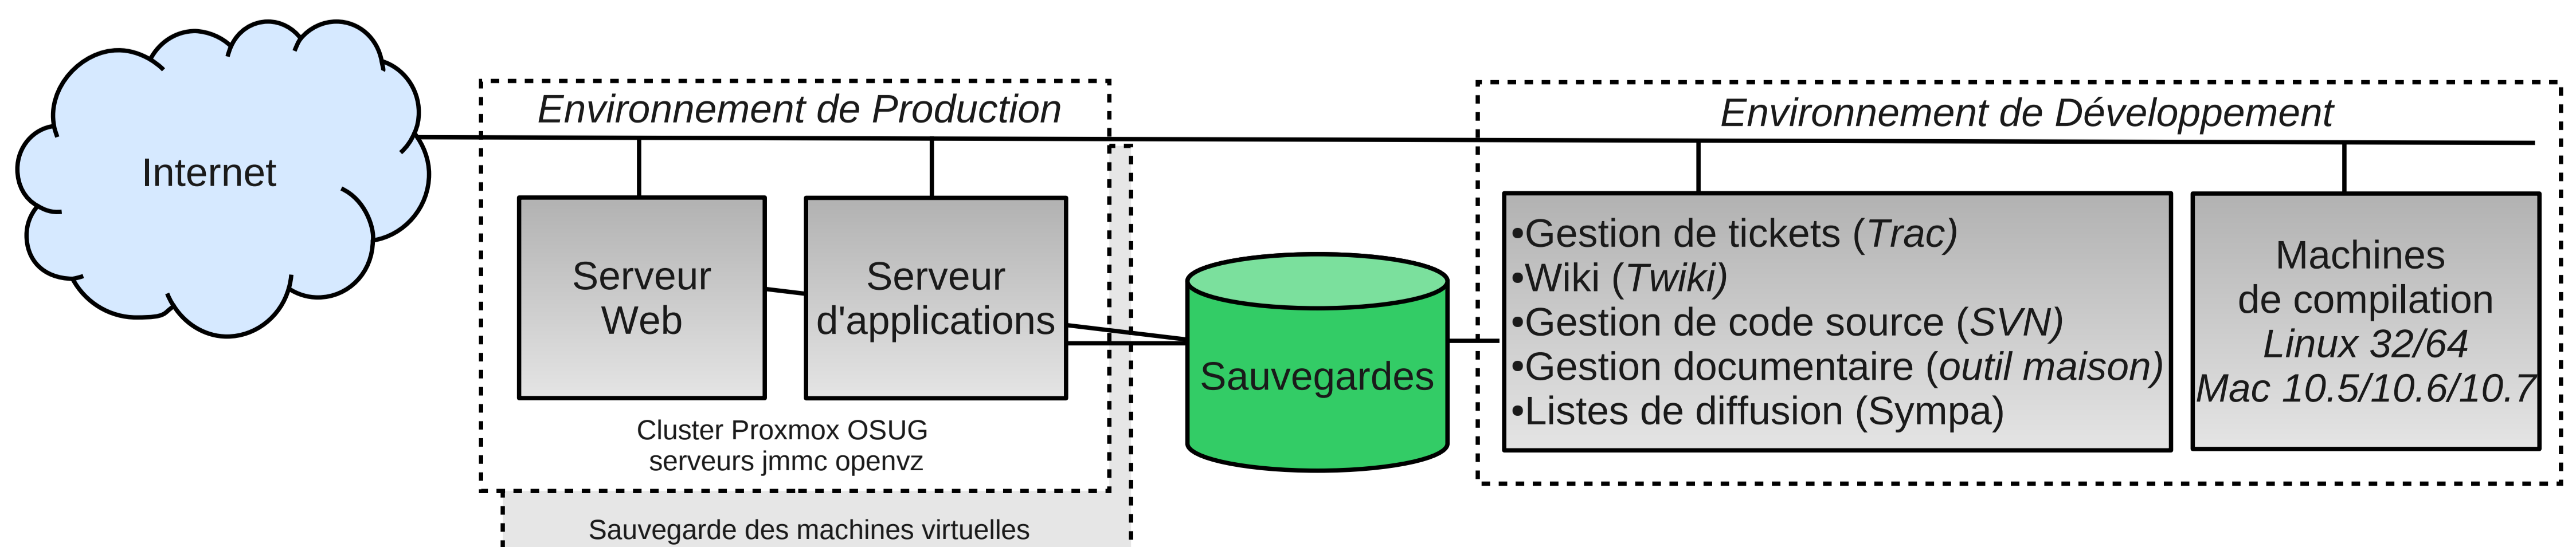 Internet
Environnement de Production
Serveur
Web
Serveur
d'applications
Cluster Proxmox OSUG
serveurs jmmc openvz
Sauvegarde des machines virtuelles
Sauvegardes
Environnement de Développement
•Gestion de tickets (Trac)
•Wiki (Twiki)
•Gestion de code source (SVN)
•Gestion documentaire (outil maison)
•Listes de diffusion (Sympa)
Machines
de compilation
Linux 32/64
Mac 10.5/10.6/10.7